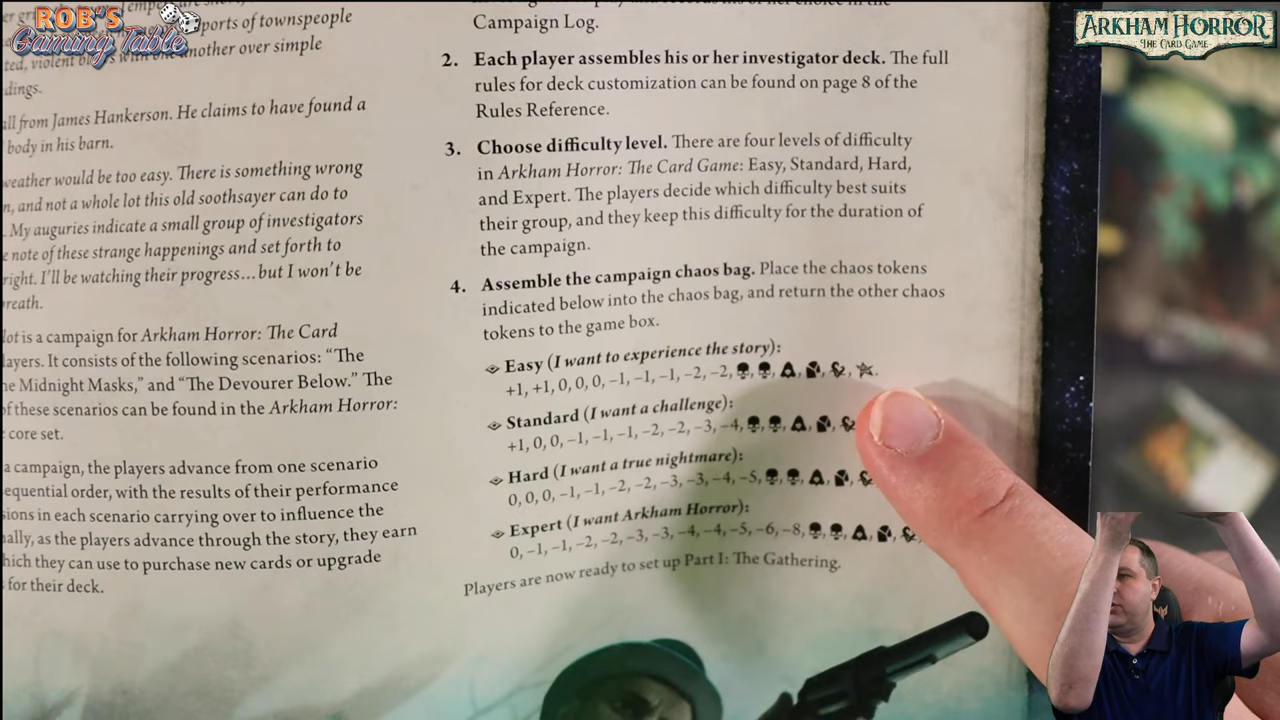 ROB'S
Gaming Table
ARKHAM HORROR
THE CARD GAME
ports of townspeople
another over simple
dings.
from James Hankerson. He claims to have found a
body in his barn.
weather would be too easy. There is something wrong
and not a whole lot this old soothsayer can do to
My auguries indicate a small group of investigators
note of these strange happenings and set forth to
right. I'll be watching their progress…but I won't be
is a campaign for Arkham Horror: The Card
It consists of the following scenarios: “The
Midnight Masks,” and “The Devourer Below.” The
of these scenarios can be found in the Arkham Horror:
core set.
a campaign, the players advance from one scenario
order, with the results of their performance
in each scenario carrying over to influence the
as the players advance through the story, they earn
they can use to purchase new cards or upgrade
for their deck.
Campaign Log.
2. Each player assembles his or her investigator deck. The full
rules for deck customization can be found on page 8 of the
Rules Reference.
3. Choose difficulty level. There are four levels of difficulty
in Arkham Horror: The Card Game: Easy, Standard, Hard,
and Expert. The players decide which difficulty best suits
their group, and they keep this difficulty for the duration of
the campaign.
4. Assemble the campaign chaos bag. Place the chaos tokens
indicated below into the chaos bag, and return the other chaos
tokens to the game box.
Easy (I want to experience the story):
+1, +1, 0, 0, 0, –1, –1, –1, –2, –2,
Standard (I want a challenge):
+1, 0, 0, –1, –1, –1, –2, –2, –3, –4,
Hard (I want a true nightmare):
0, 0, 0, –1, –1, –2, –2, –3, –3, –4, –5,
Expert (I want Arkham Horror):
0, –1, –1, –2, –2, –3, –3, –4, –4, –5, –6, –8,
Players are now ready to set up Part I: The Gathering.